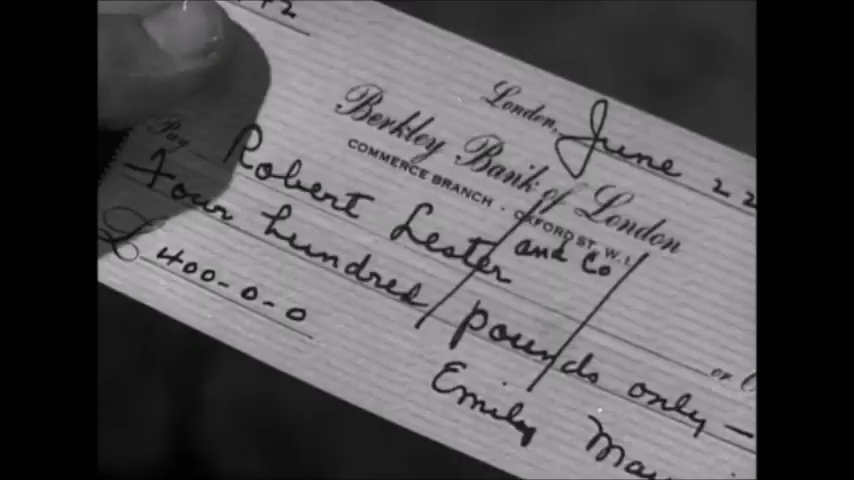 London, June 22
Berkley Bank of London
COMMERCE BRANCH · OXFORD ST. W.1.
Pay Robert Lester
and Co
or
Four hundred pounds only —
£400-0-0
Emily